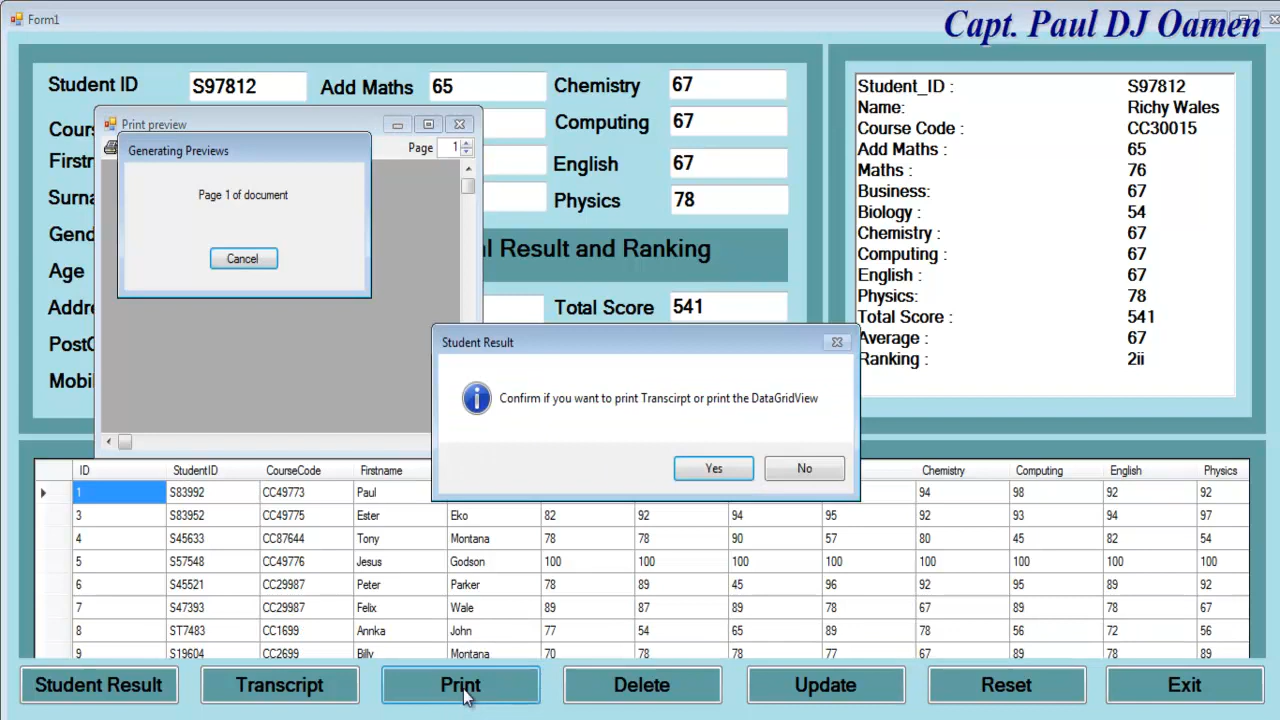 Form1
Capt. Paul DJ Oamen
Student ID S97812 Add Maths 65 Chemistry 67
Computing 67
English 67
Physics 78
Age
l Result and Ranking
Total Score 541
Print preview
Page 1
Generating Previews
Page 1 of document
Cancel
Student Result
Confirm if you want to print Transcirpt or print the DataGridView
Yes No
Student_ID : S97812
Name: Richy Wales
Course Code : CC30015
Add Maths : 65
Maths : 76
Business: 67
Biology : 54
Chemistry : 67
Computing : 67
English : 67
Physics: 78
Total Score : 541
Average : 67
Ranking : 2ii
ID StudentID CourseCode Firstname Chemistry Computing English Physics
1 S83992 CC49773 Paul 94 98 92 92
3 S83952 CC49775 Ester Eko 82 92 94 95 92 93 94 97
4 S45633 CC87644 Tony Montana 78 78 90 57 80 45 82 54
5 S57548 CC49776 Jesus Godson 100 100 100 100 100 100 100 100
6 S45521 CC29987 Peter Parker 78 89 45 96 92 95 89 92
7 S47393 CC29987 Felix Wale 89 87 89 78 67 89 78 67
8 ST7483 CC1699 Annka John 77 54 65 89 78 56 72 56
9 S19604 CC2699 Billy Montana 70 78 78 77 67 89 78 89
Student Result Transcript Print Delete Update Reset Exit